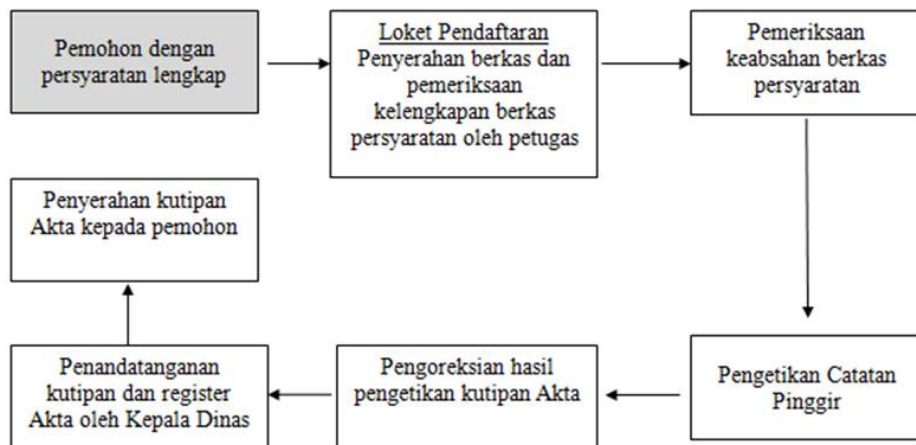 Pemohon dengan
persyaratan lengkap
Loket Pendaftaran
Penyerahan berkas dan
pemeriksaan
kelengkapan berkas
persyaratan oleh petugas
Pemeriksaan
keabsahan berkas
persyaratan
Pengetikan Catatan
Pinggir
Pengoreksian hasil
pengetikan kutipan Akta
Penandatanganan
kutipan dan register
Akta oleh Kepala Dinas
Penyerahan kutipan
Akta kepada pemohon